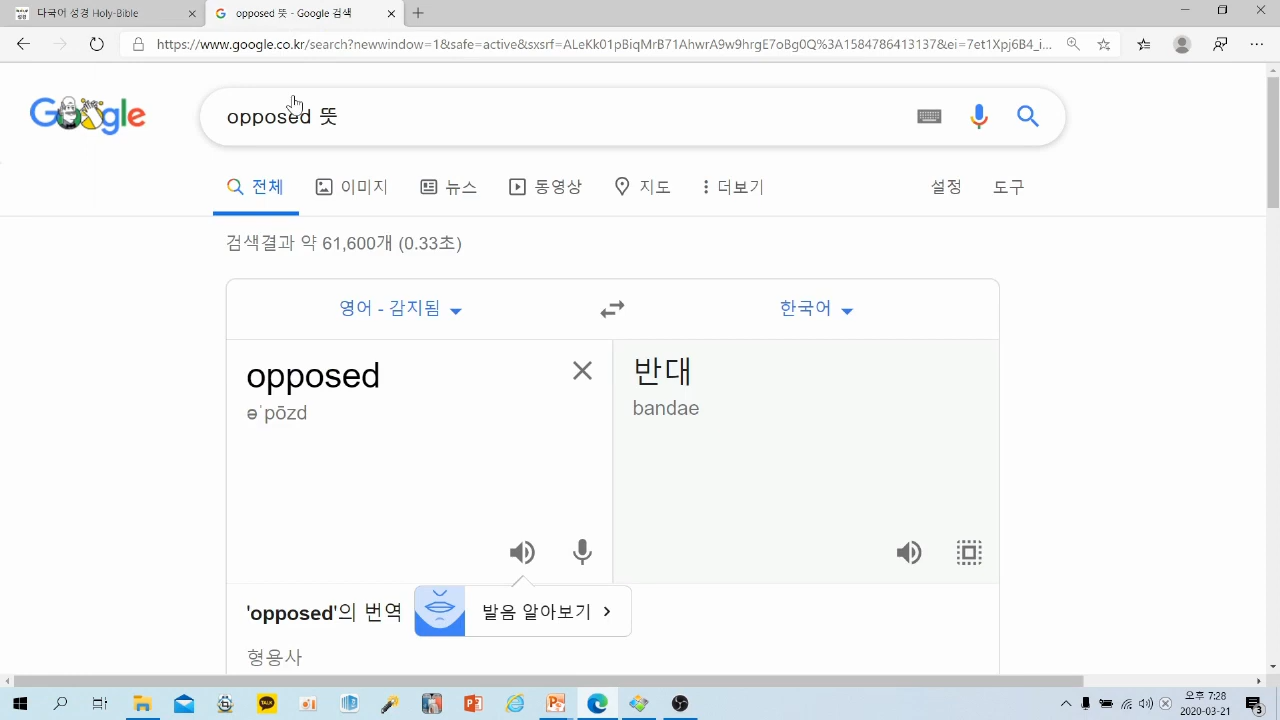 다국어 성경 Holy-Bible
opposed 뜻 - Google 검색
https://www.google.co.kr/search?newwindow=1&safe=active&sxsrf=ALeKk01pBiqMrB71AhwrA9w9hrgE7oBg0Q%3A1584786413137&ei=7et1Xpj6B4_i...
Google
opposed 뜻
전체 이미지 뉴스 동영상 지도 더보기 설정 도구
검색결과 약 61,600개 (0.33초)
영어 - 감지됨 한국어
opposed 반대
əˈpōzd bandae
'opposed'의 번역 발음 알아보기
형용사
TALK
오후 7:28
2020-03-21
3